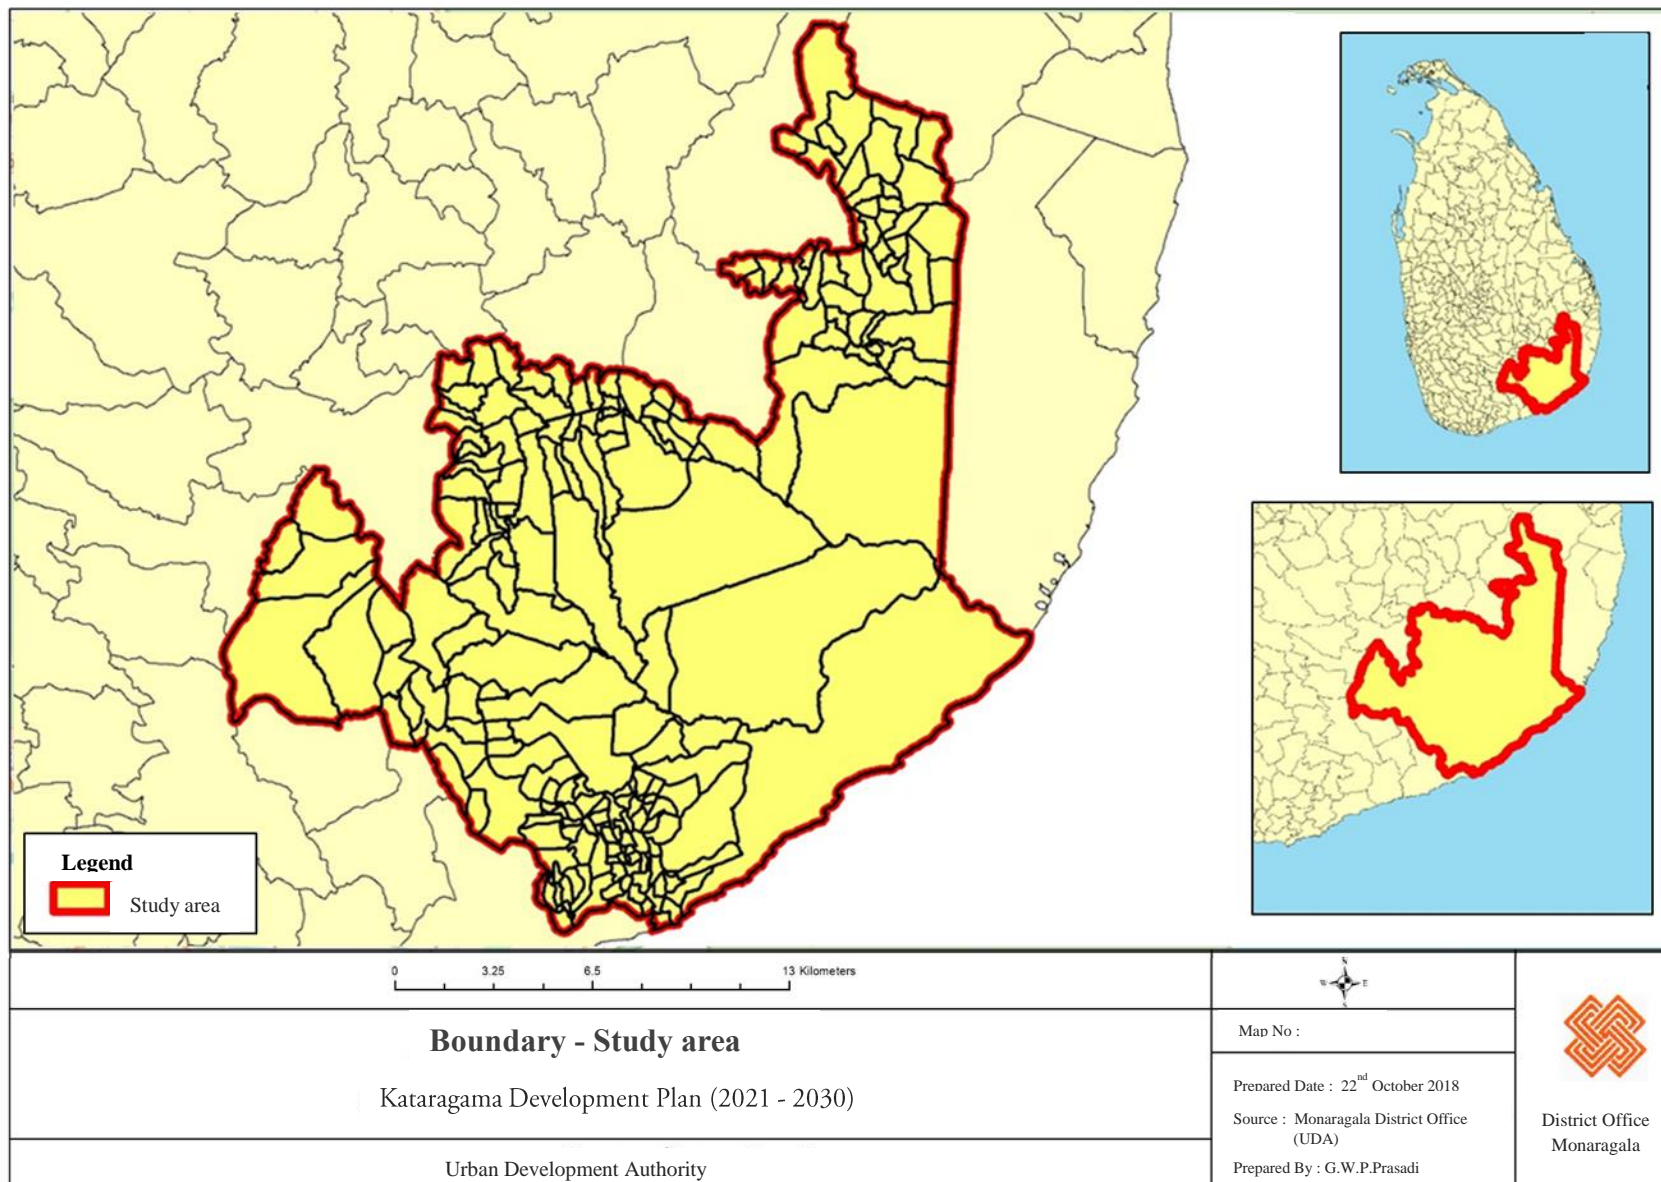 Legend
Study area
0 3.25 6.5 13 Kilometers
Boundary - Study area
Kataragama Development Plan (2021 - 2030)
Urban Development Authority
N
W E
S
Map No :
Prepared Date : 22nd October 2018
Source : Monaragala District Office
(UDA)
Prepared By : G.W.P.Prasadi
District Office
Monaragala